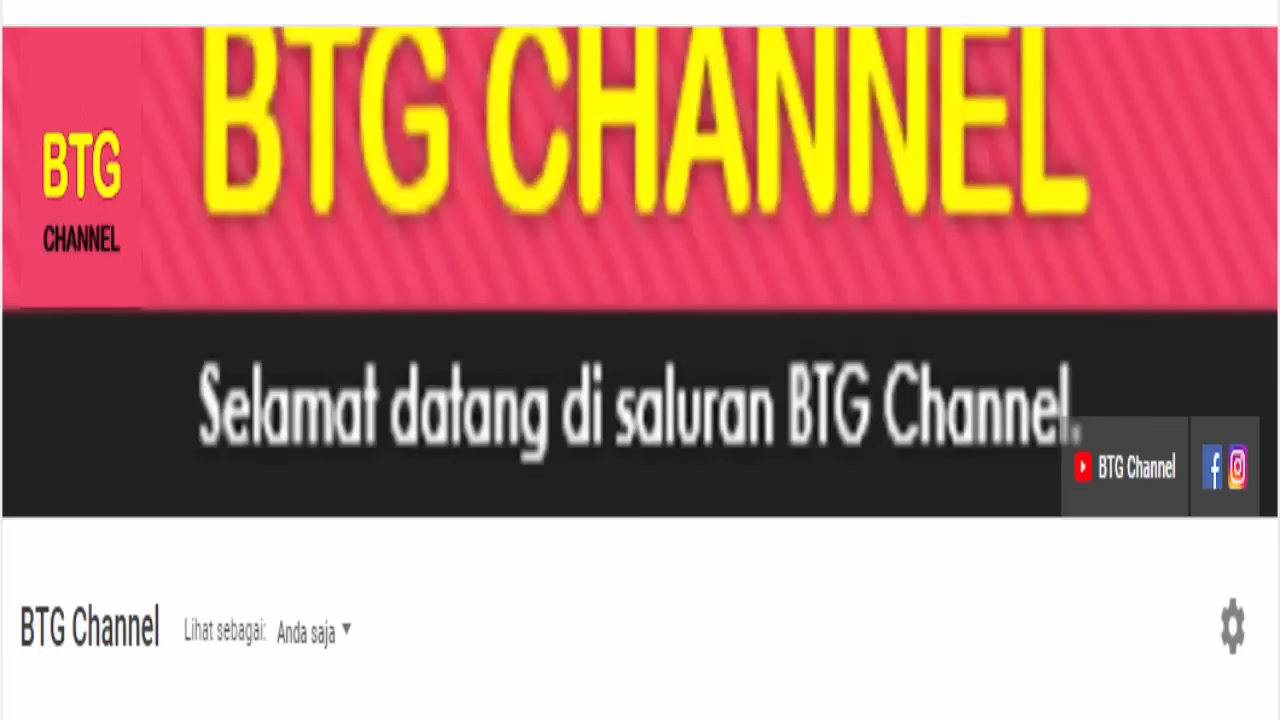 BTG CHANNEL
BTG
CHANNEL
Selamat datang di saluran BTG Channel.
BTG Channel
BTG Channel Lihat sebagai: Anda saja